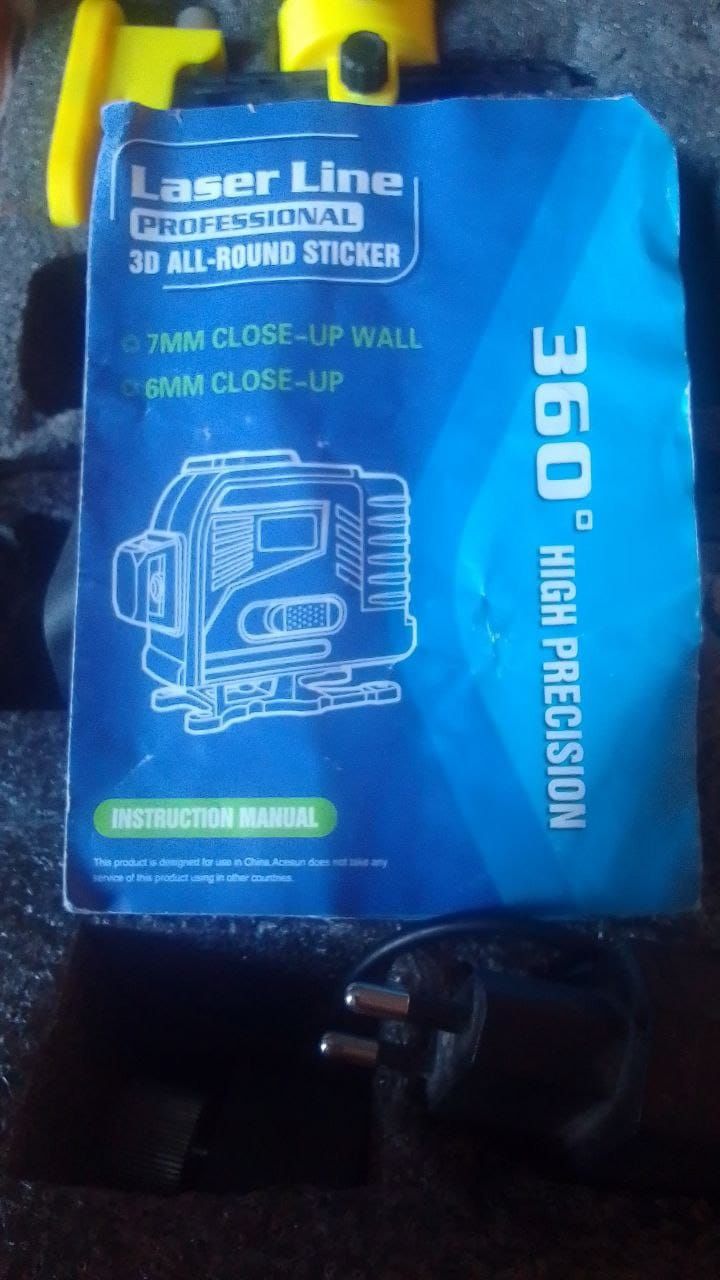 Laser Line
PROFESSIONAL
3D ALL-ROUND STICKER
7MM CLOSE-UP WALL
6MM CLOSE-UP
360°
HIGH PRECISION
INSTRUCTION MANUAL
This product is designed for use in China, Acesun does not take any
service of this product using in other countries.